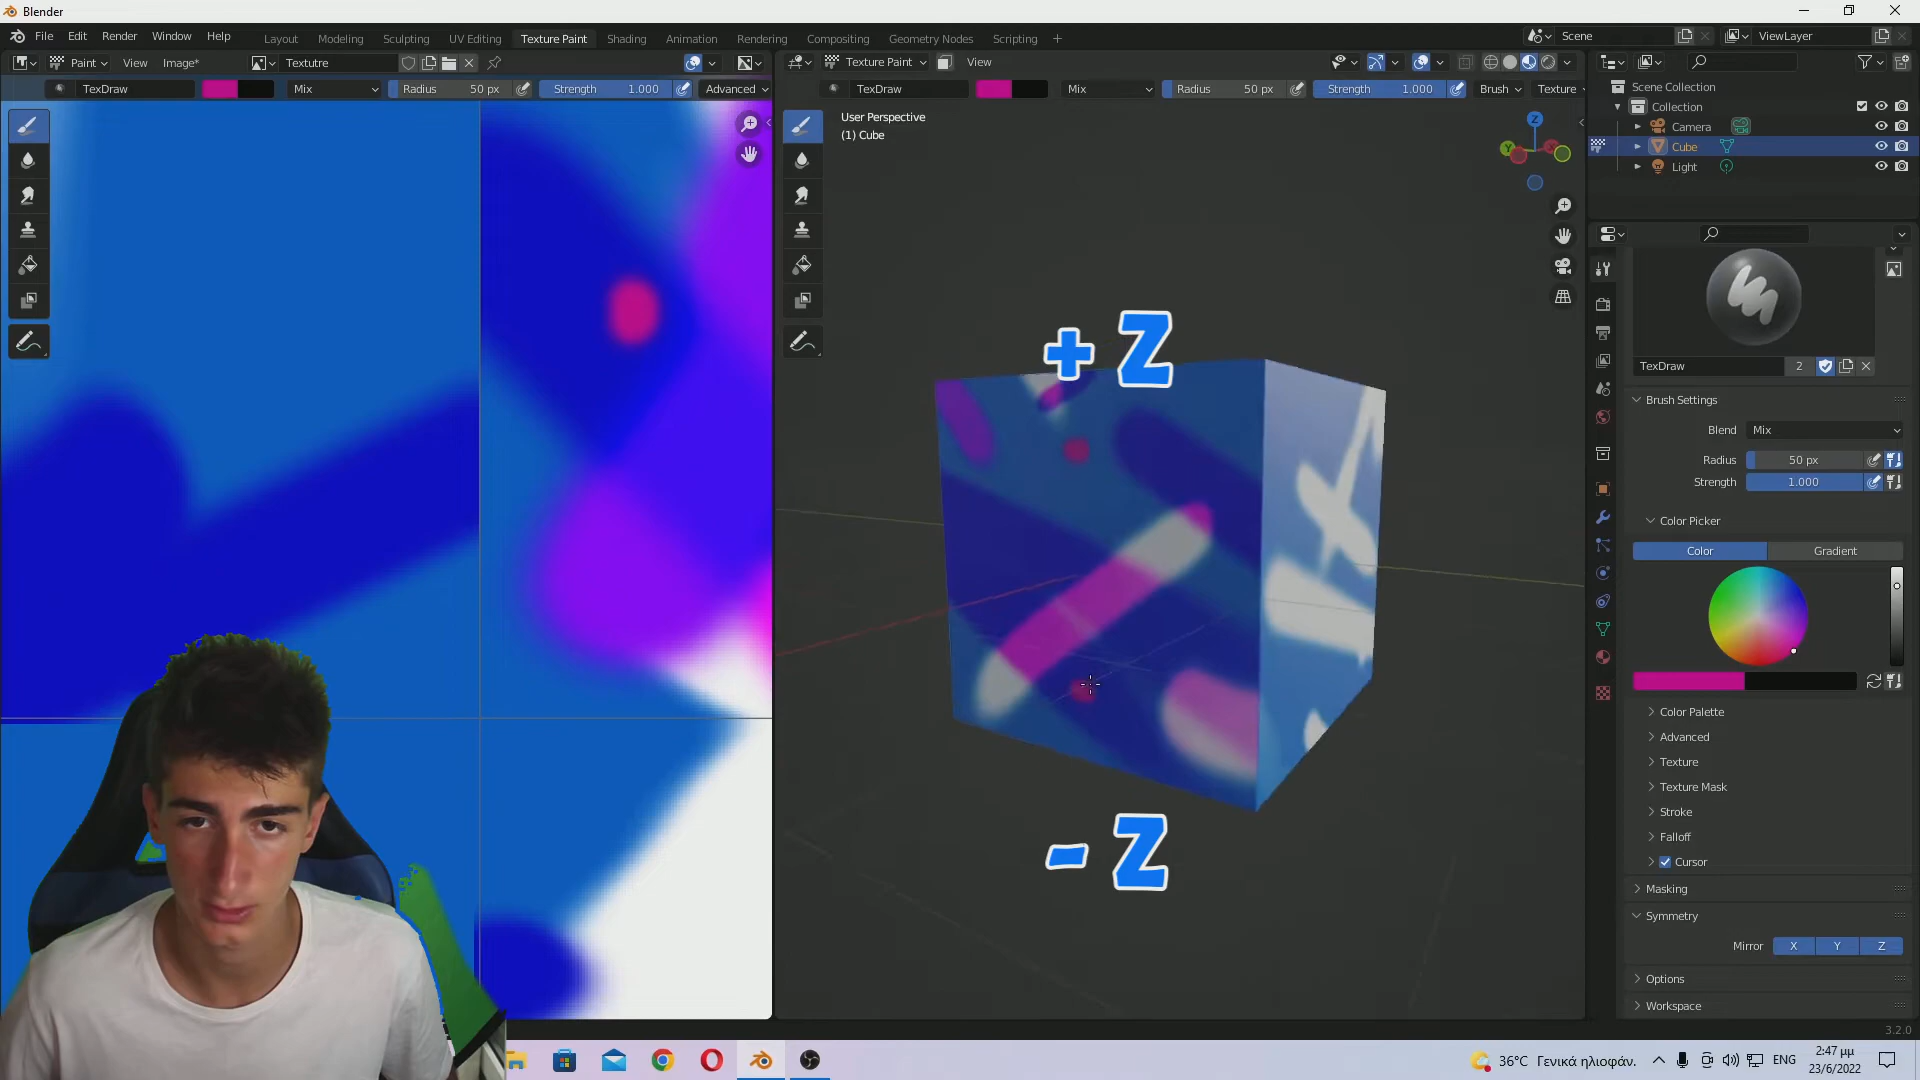 Blender
File Edit Render Window Help
Layout Modeling Sculpting UV Editing Texture Paint Shading Animation Rendering Compositing Geometry Nodes Scripting +
Scene
ViewLayer
Paint View Image* Textutre
Texture Paint View
TexDraw Mix Radius 50 px Strength 1.000 Advanced
TexDraw Mix Radius 50 px Strength 1.000 Brush Texture
User Perspective
(1) Cube
Z
Y
Scene Collection
Collection
Camera
Cube
Light
+ Z
- Z
TexDraw 2
Brush Settings
Blend Mix
Radius 50 px
Strength 1.000
Color Picker
Color Gradient
Color Palette
Advanced
Texture
Texture Mask
Stroke
Falloff
Cursor
Masking
Symmetry
Mirror X Y Z
Options
Workspace
3.2.0
36°C Γενικά ηλιοφάν. ENG
2:47 μμ
23/6/2022